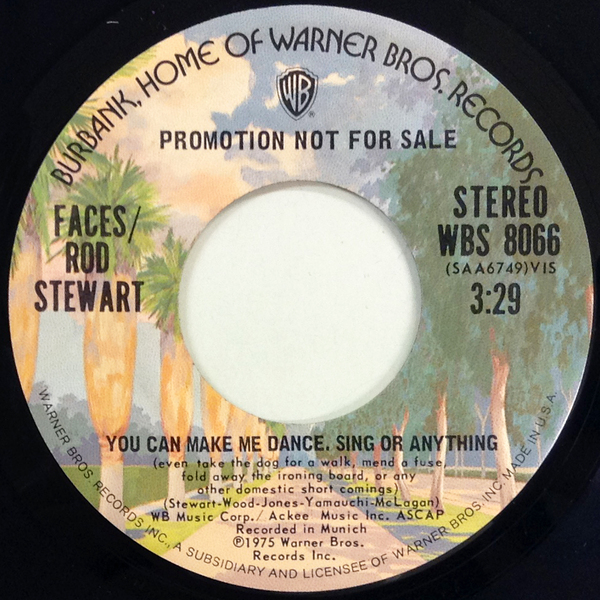 BURBANK, HOME OF WARNER BROS. RECORDS
WB
PROMOTION NOT FOR SALE
FACES/
ROD
STEWART
STEREO
WBS 8066
(SAA6749)VIS
3:29
YOU CAN MAKE ME DANCE. SING OR ANYTHING
(even take the dog for a walk, mend a fuse,
fold away the ironing board, or any
other domestic short comings)
(Stewart-Wood-Jones-Yamauchi-McLagan)
WB Music Corp./ Ackee Music Inc. ASCAP
Recorded in Munich
℗1975 Warner Bros.
Records Inc.
WARNER BROS. RECORDS INC., A SUBSIDIARY AND LICENSEE OF WARNER BROS. INC. MADE IN U.S.A.